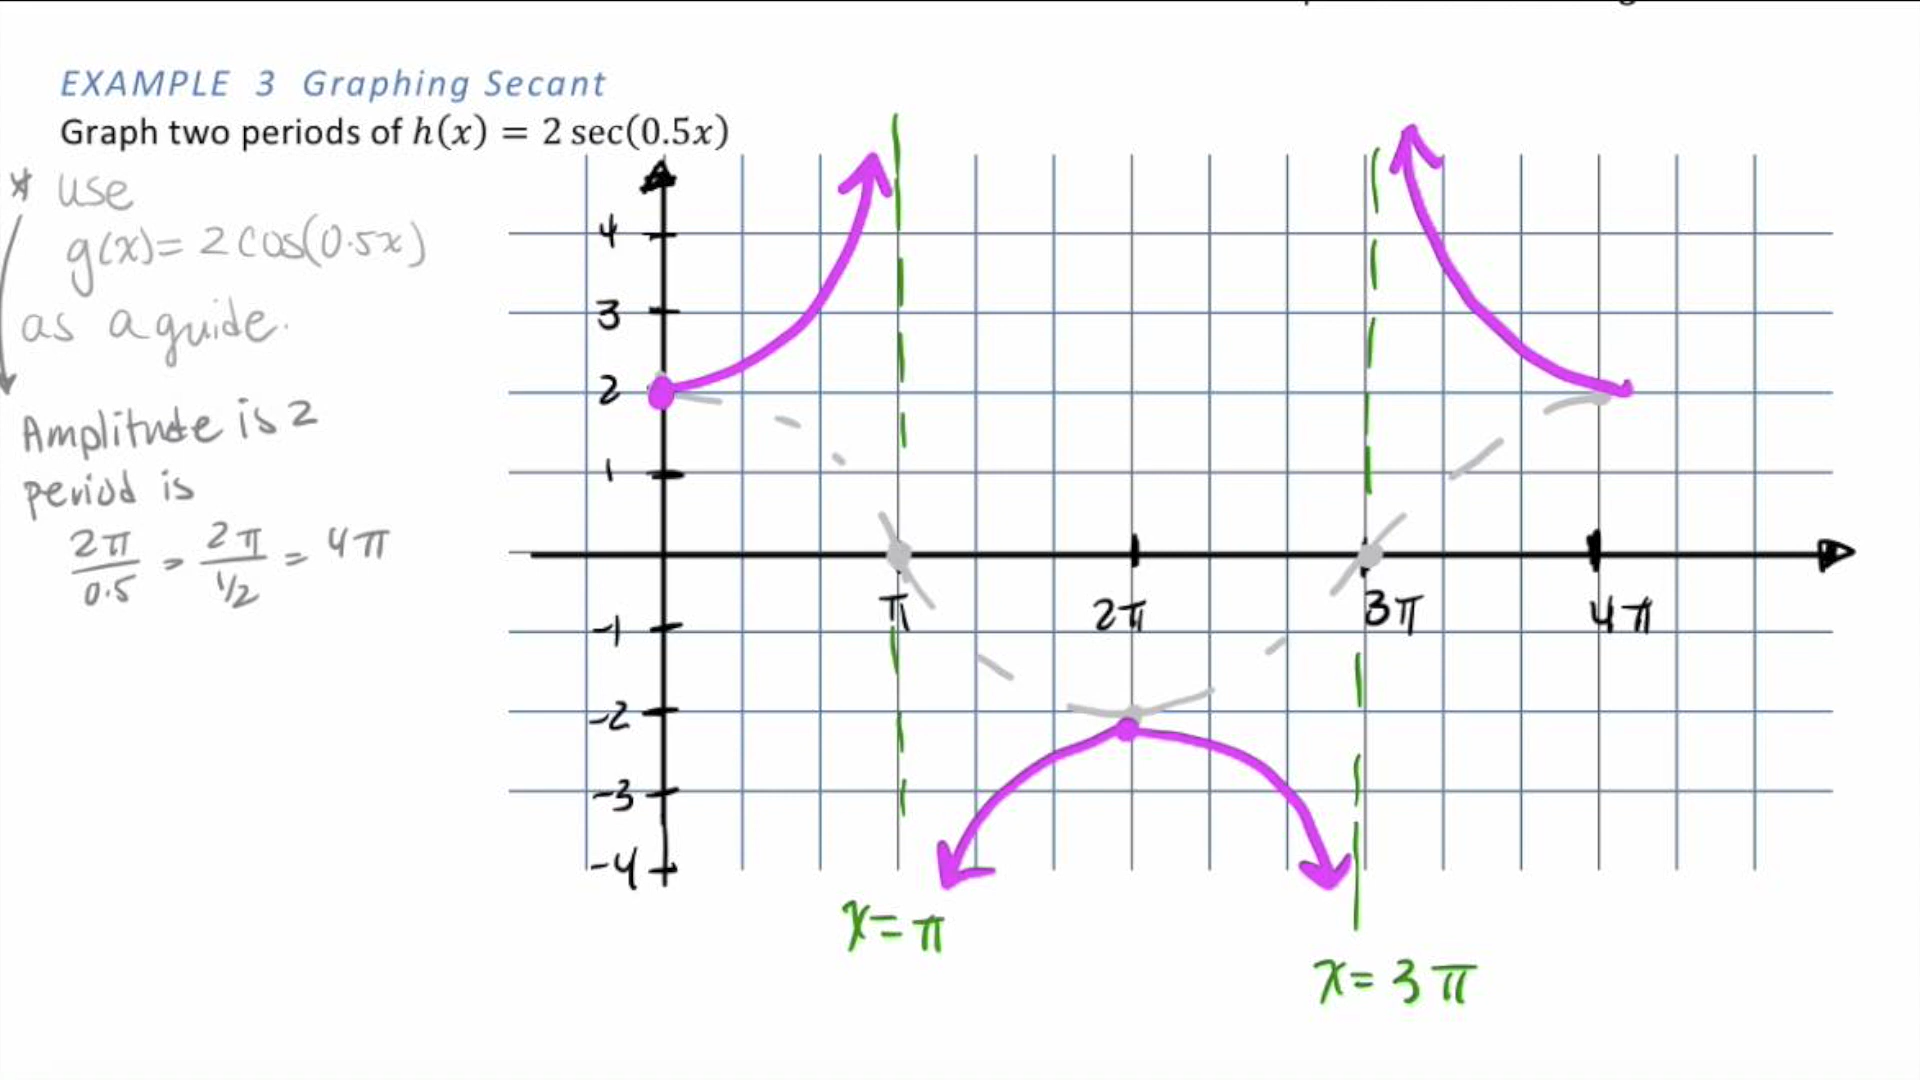 EXAMPLE 3 Graphing Secant
Graph two periods of h(x) = 2 sec(0.5x)
* use
g(x)= 2cos(0.5x)
as a guide.
Amplitude is 2
period is
2π/0.5 = 2π/1/2 = 4π
4
3
2
1
π 2π 3π 4π
-1
-2
-3
-4
x=π
x=3π